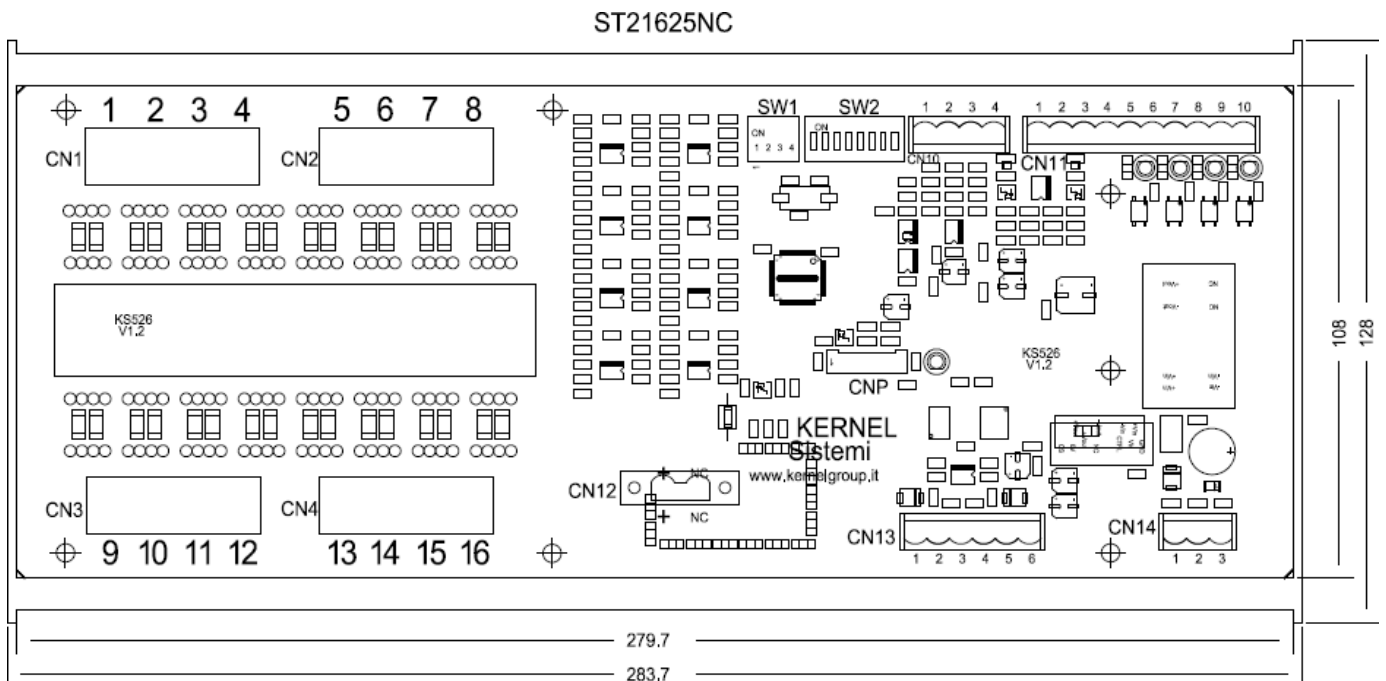 ST21625NC
1 2 3 4 5 6 7 8
SW1 SW2
1 2 3 4
1 2 3 4 5 6 7 8 9 10
ON
1 2 3 4
ON
CN1
CN2
CN10
CN11
KS526
V1.2
KS526
V1.2
CNP
108
128
KERNEL
Sistemi
www.kernelgroup.it
NC
CN12
NC
CN3
CN4
CN13
CN14
9 10 11 12 13 14 15 16
1 2 3 4 5 6
1 2 3
279.7
283.7